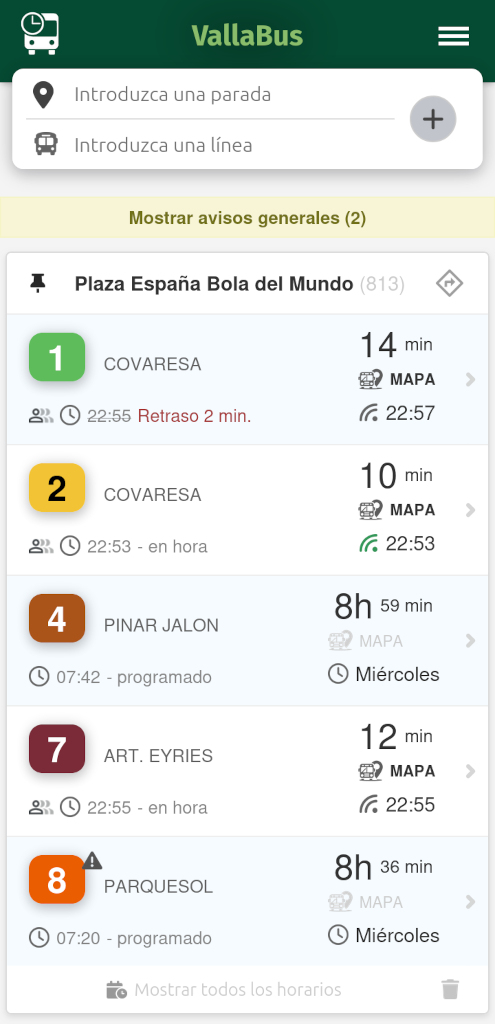 VallaBus
Introduzca una parada
Introduzca una línea
Mostrar avisos generales (2)
Plaza España Bola del Mundo (813)
1 COVARESA 14 min
MAPA
22:55 Retraso 2 min. 22:57
2 COVARESA 10 min
MAPA
22:53 - en hora 22:53
4 PINAR JALON 8h 59 min
MAPA
07:42 - programado Miércoles
7 ART. EYRIES 12 min
MAPA
22:55 - en hora 22:55
8 PARQUESOL 8h 36 min
MAPA
07:20 - programado Miércoles
Mostrar todos los horarios